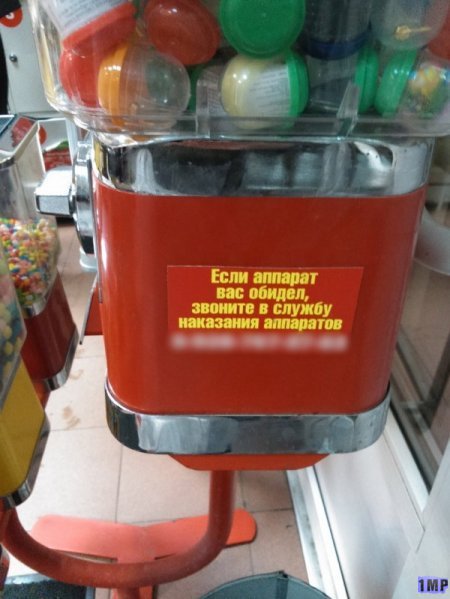 Если аппарат
вас обидел,
звоните в службу
наказания аппаратов
1MP